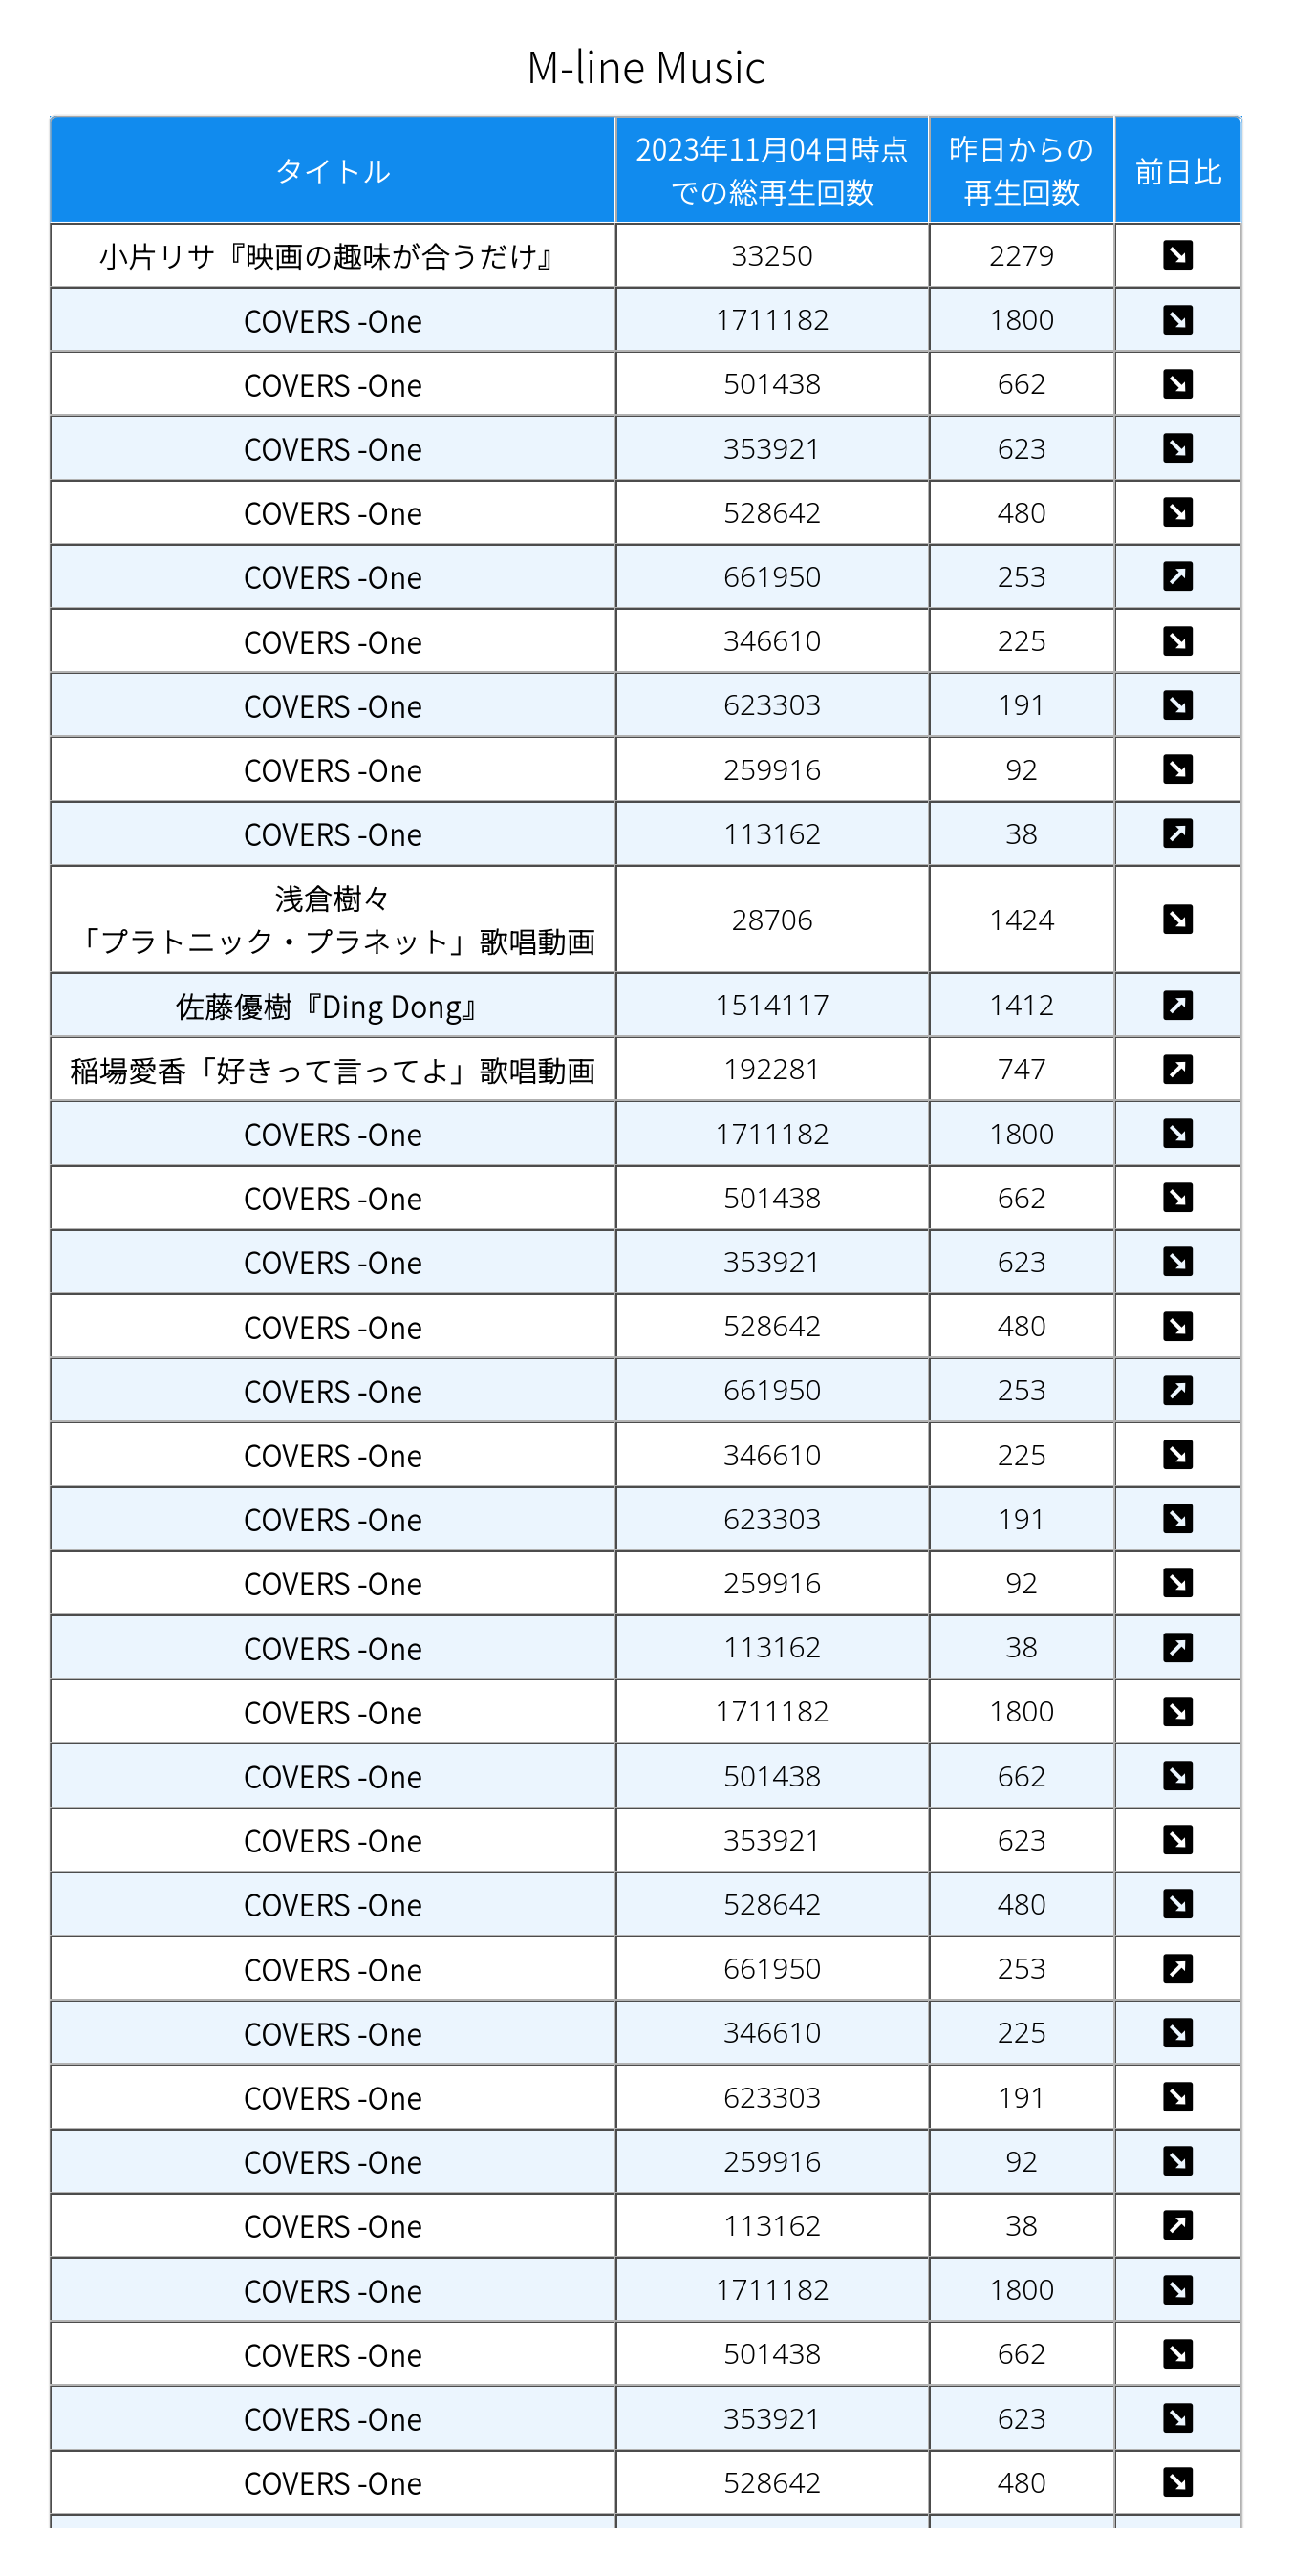 M-line Music
タイトル 2023年11月04日時点での総再生回数 昨日からの再生回数 前日比
小片リサ『映画の趣味が合うだけ』 33250 2279 ↘
COVERS -One 1711182 1800 ↘
COVERS -One 501438 662 ↘
COVERS -One 353921 623 ↘
COVERS -One 528642 480 ↘
COVERS -One 661950 253 ↗
COVERS -One 346610 225 ↘
COVERS -One 623303 191 ↘
COVERS -One 259916 92 ↘
COVERS -One 113162 38 ↗
浅倉樹々
「プラトニック・プラネット」歌唱動画 28706 1424 ↘
佐藤優樹『Ding Dong』 1514117 1412 ↗
稲場愛香「好きって言ってよ」歌唱動画 192281 747 ↗
COVERS -One 1711182 1800 ↘
COVERS -One 501438 662 ↘
COVERS -One 353921 623 ↘
COVERS -One 528642 480 ↘
COVERS -One 661950 253 ↗
COVERS -One 346610 225 ↘
COVERS -One 623303 191 ↘
COVERS -One 259916 92 ↘
COVERS -One 113162 38 ↗
COVERS -One 1711182 1800 ↘
COVERS -One 501438 662 ↘
COVERS -One 353921 623 ↘
COVERS -One 528642 480 ↘
COVERS -One 661950 253 ↗
COVERS -One 346610 225 ↘
COVERS -One 623303 191 ↘
COVERS -One 259916 92 ↘
COVERS -One 113162 38 ↗
COVERS -One 1711182 1800 ↘
COVERS -One 501438 662 ↘
COVERS -One 353921 623 ↘
COVERS -One 528642 480 ↘